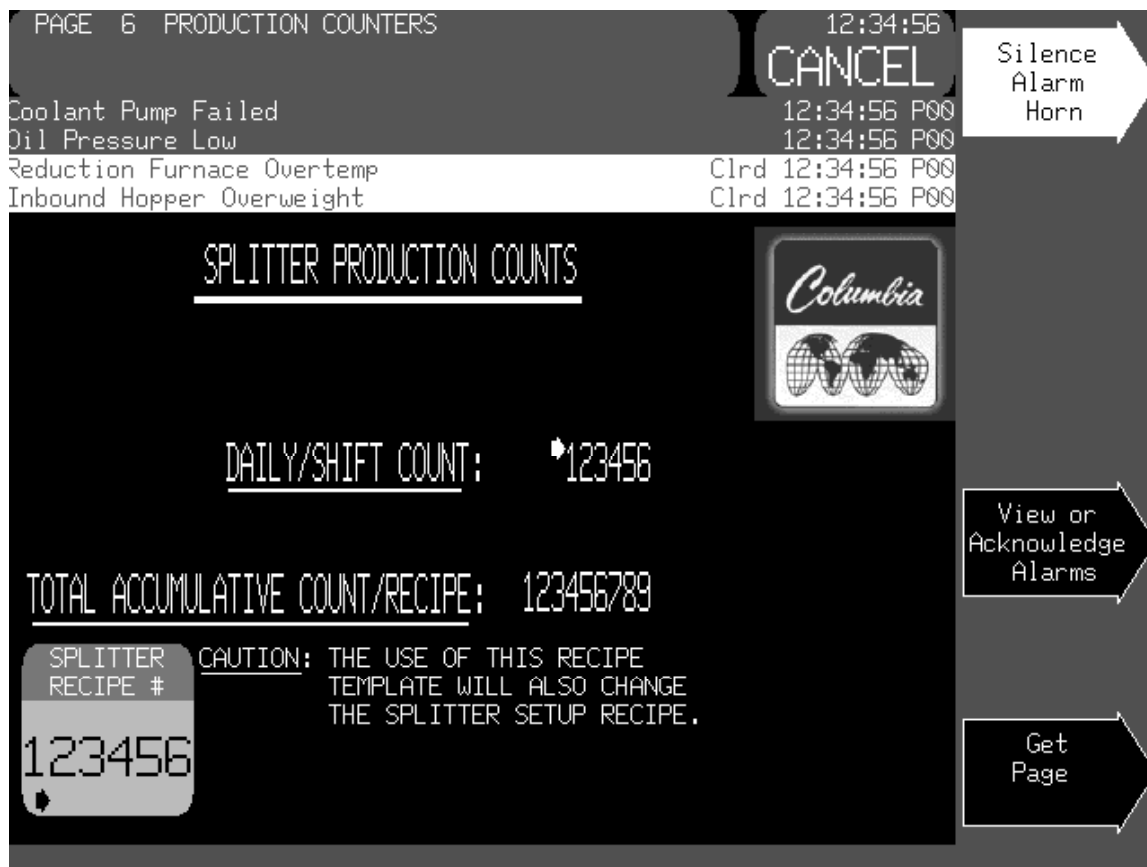 PAGE 6 PRODUCTION COUNTERS
12:34:56
CANCEL
Coolant Pump Failed 12:34:56 P00
Oil Pressure Low 12:34:56 P00
Reduction Furnace Overtemp Clrd 12:34:56 P00
Inbound Hopper Overweight Clrd 12:34:56 P00
Silence
Alarm
Horn
SPLITTER PRODUCTION COUNTS
Columbia
DAILY/SHIFT COUNT: 123456
TOTAL ACCUMULATIVE COUNT/RECIPE: 123456789
SPLITTER
RECIPE #
123456
CAUTION: THE USE OF THIS RECIPE
TEMPLATE WILL ALSO CHANGE
THE SPLITTER SETUP RECIPE.
View or
Acknowledge
Alarms
Get
Page